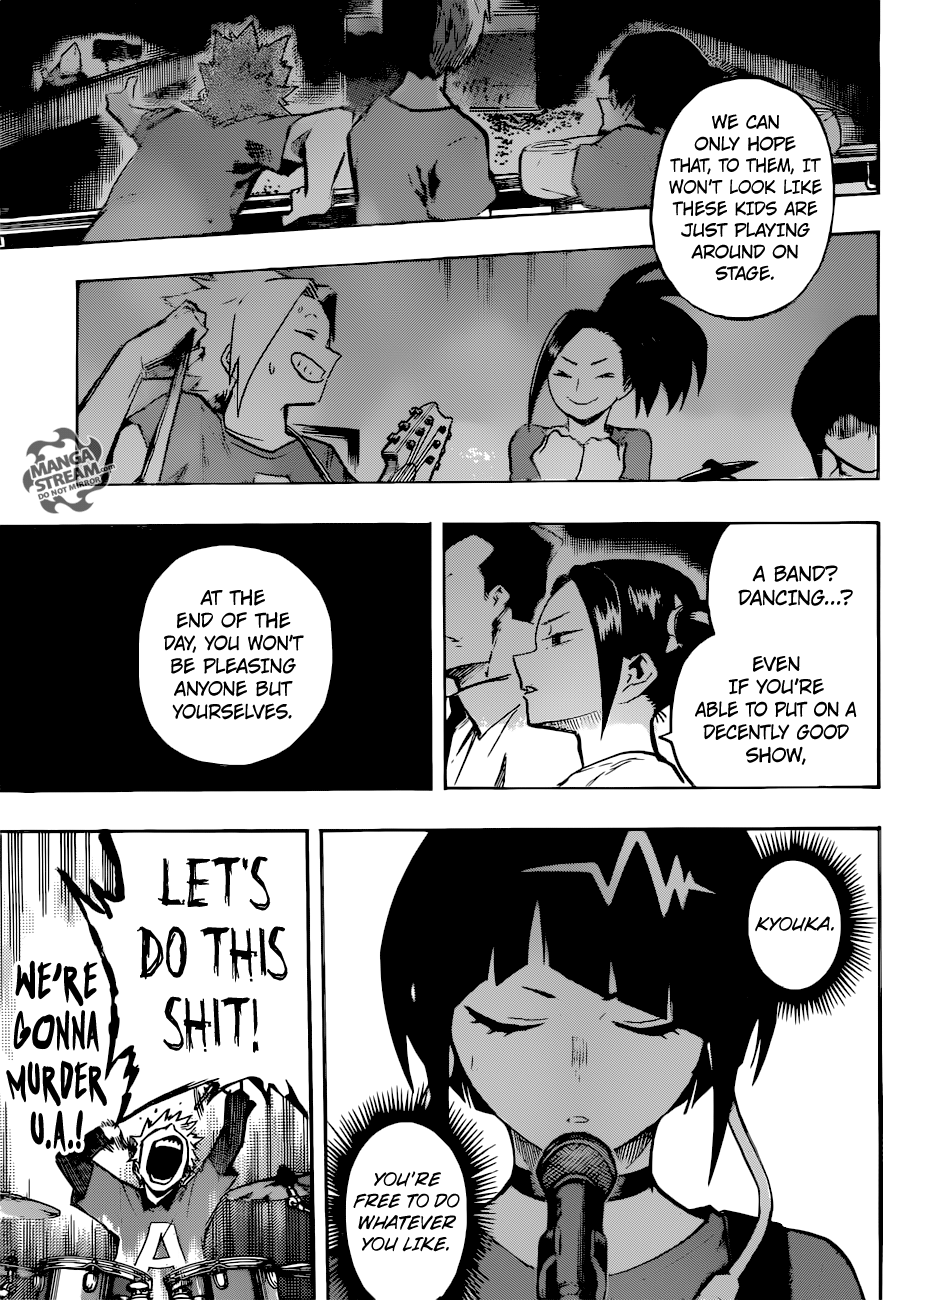 WE CAN
ONLY HOPE
THAT, TO THEM, IT
WON'T LOOK LIKE
THESE KIDS ARE
JUST PLAYING
AROUND ON
STAGE.
MANGA
STREAM.com
DO NOT MIRROR
A BAND?
DANCING...?
EVEN
IF YOU'RE
ABLE TO PUT ON A
DECENTLY GOOD
SHOW,
AT THE
END OF THE
DAY, YOU WON'T
BE PLEASING
ANYONE BUT
YOURSELVES.
KYOUKA.
YOU'RE
FREE TO DO
WHATEVER
YOU LIKE.
LET'S
DO THIS
SHIT!
WE'RE
GONNA
MURDER
U.A.!
A